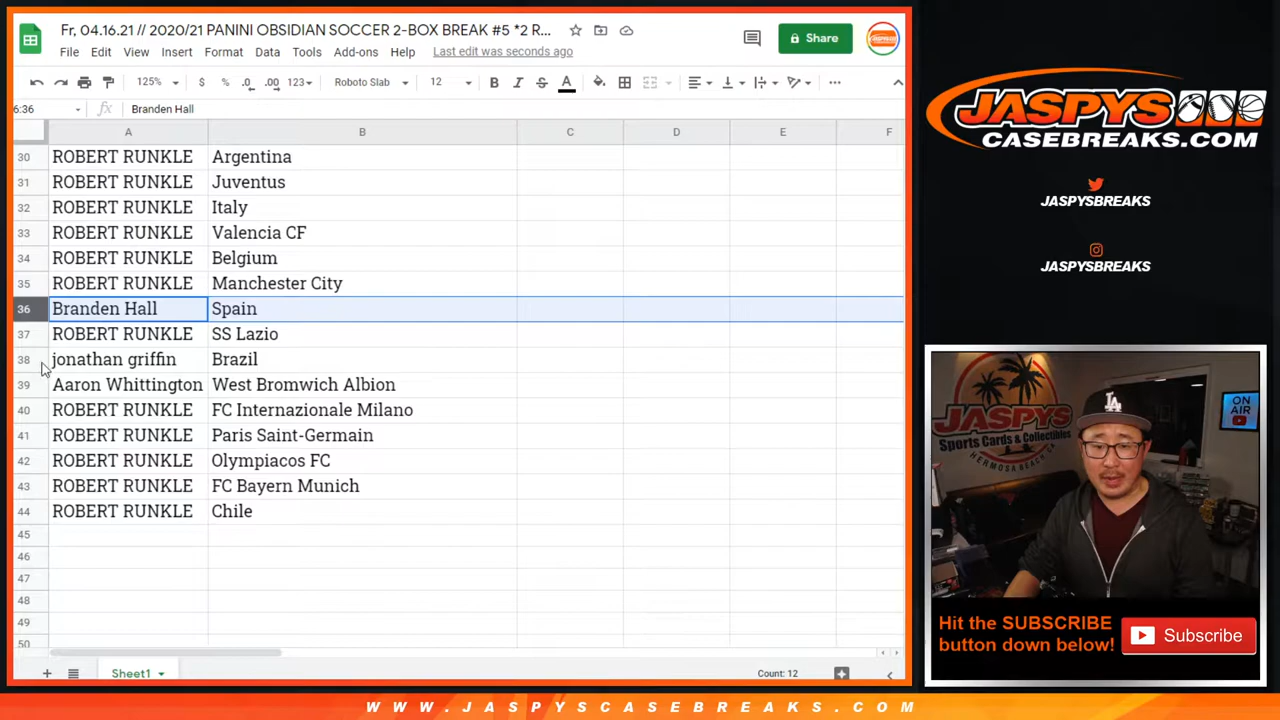 Fr, 04.16.21 // 2020/21 PANINI OBSIDIAN SOCCER 2-BOX BREAK #5 *2 R...
File Edit View Insert Format Data Tools Add-ons Help Last edit was seconds ago
Share
125% $ % .0 .00 123 Roboto Slab 12 B I S A
6:36 fx Branden Hall
A B C D E F
30 ROBERT RUNKLE Argentina
31 ROBERT RUNKLE Juventus
32 ROBERT RUNKLE Italy
33 ROBERT RUNKLE Valencia CF
34 ROBERT RUNKLE Belgium
35 ROBERT RUNKLE Manchester City
36 Branden Hall Spain
37 ROBERT RUNKLE SS Lazio
38 jonathan griffin Brazil
39 Aaron Whittington West Bromwich Albion
40 ROBERT RUNKLE FC Internazionale Milano
41 ROBERT RUNKLE Paris Saint-Germain
42 ROBERT RUNKLE Olympiacos FC
43 ROBERT RUNKLE FC Bayern Munich
44 ROBERT RUNKLE Chile
45
46
47
48
49
50
Sheet1
Count: 12
JASPYS
CASEBREAKS.COM
JASPYSBREAKS
JASPYSBREAKS
JASPYS
Sports Cards & Collectibles
HERMOSA BEACH CA
LA
ON
AIR
Hit the SUBSCRIBE
button down below!
Subscribe
WWW.JASPYSCASEBREAKS.COM